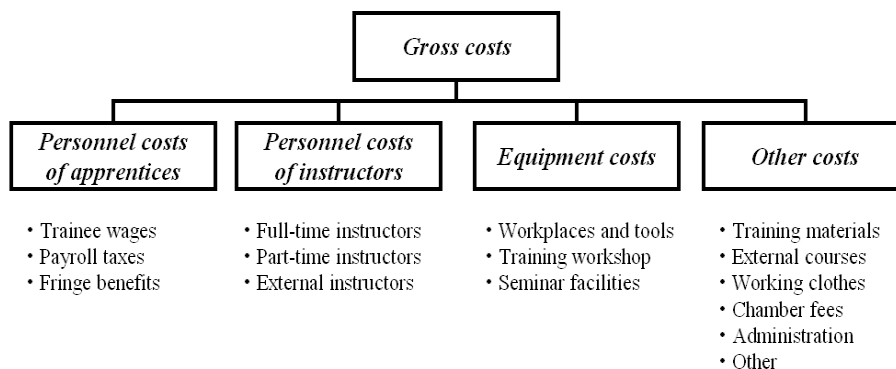 Gross costs
Personnel costs
of apprentices
Personnel costs
of instructors
Equipment costs
Other costs
• Trainee wages
• Payroll taxes
• Fringe benefits
• Full-time instructors
• Part-time instructors
• External instructors
• Workplaces and tools
• Training workshop
• Seminar facilities
• Training materials
• External courses
• Working clothes
• Chamber fees
• Administration
• Other